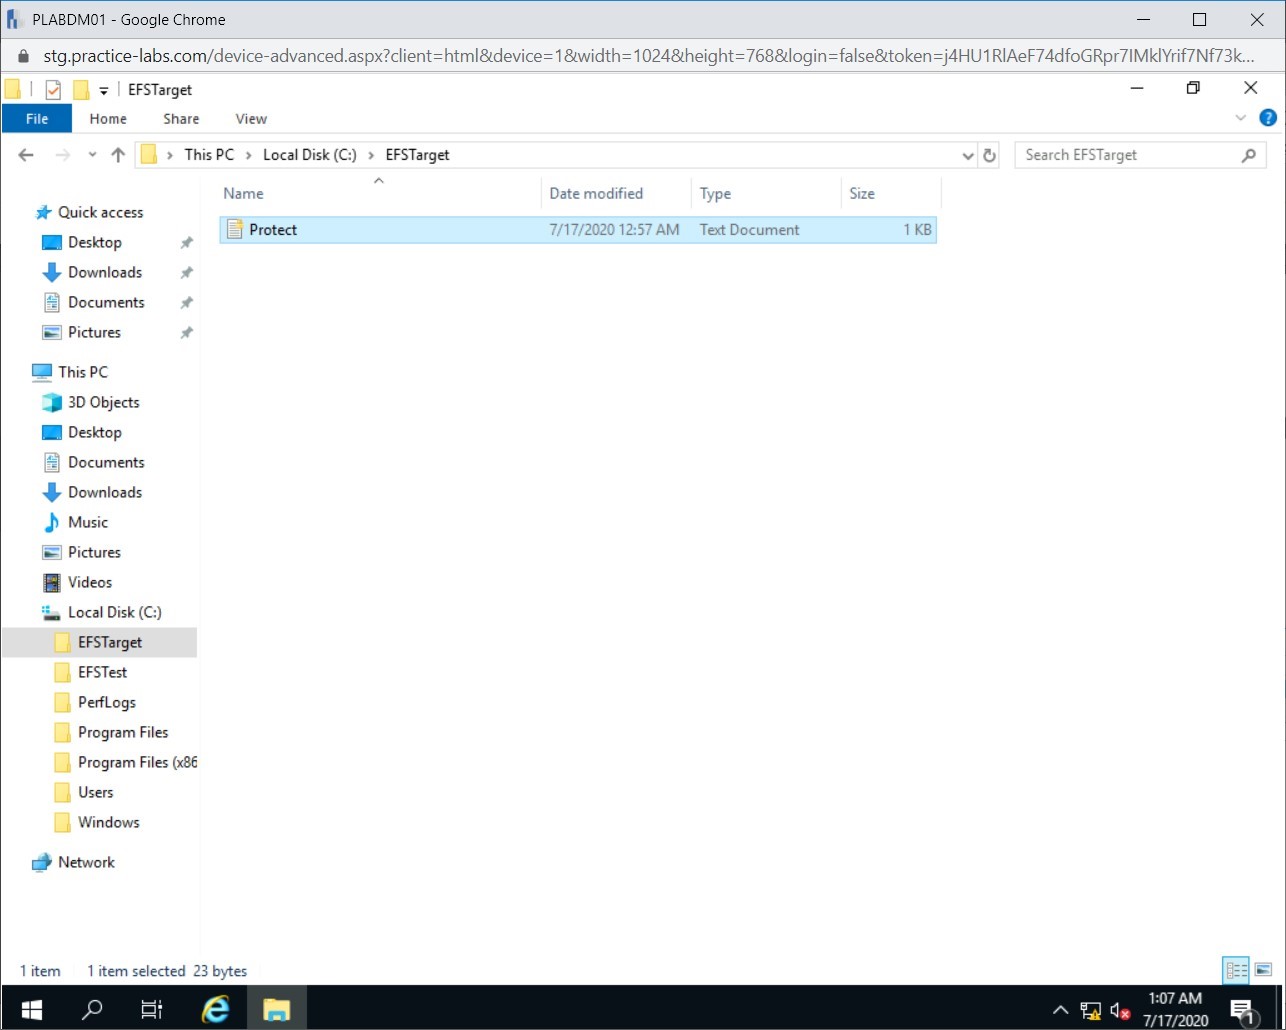 PLABDM01 - Google Chrome
stg.practice-labs.com/device-advanced.aspx?client=html&device=1&width=1024&height=768&login=false&token=j4HU1RlAeF74dfoGRpr7IMklYrif7Nf73k...
EFSTarget
File Home Share View
This PC > Local Disk (C:) > EFSTarget
Search EFSTarget
Name Date modified Type Size
Protect 7/17/2020 12:57 AM Text Document 1 KB
Quick access
Desktop
Downloads
Documents
Pictures
This PC
3D Objects
Desktop
Documents
Downloads
Music
Pictures
Videos
Local Disk (C:)
EFSTarget
EFSTest
PerfLogs
Program Files
Program Files (x86
Users
Windows
Network
1 item 1 item selected 23 bytes
1:07 AM
7/17/2020
1